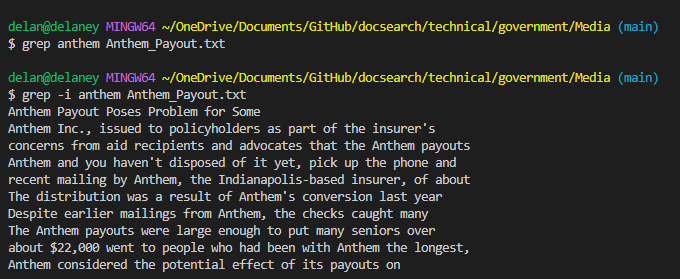 delan@delaney MINGW64 ~/OneDrive/Documents/GitHub/docsearch/technical/government/Media (main)
$ grep anthem Anthem_Payout.txt
delan@delaney MINGW64 ~/OneDrive/Documents/GitHub/docsearch/technical/government/Media (main)
$ grep -i anthem Anthem_Payout.txt
Anthem Payout Poses Problem for Some
Anthem Inc., issued to policyholders as part of the insurer's
concerns from aid recipients and advocates that the Anthem payouts
Anthem and you haven't disposed of it yet, pick up the phone and
recent mailing by Anthem, the Indianapolis-based insurer, of about
The distribution was a result of Anthem's conversion last year
Despite earlier mailings from Anthem, the checks caught many
The Anthem payouts were large enough to put many seniors over
about $22,000 went to people who had been with Anthem the longest,
Anthem considered the potential effect of its payouts on